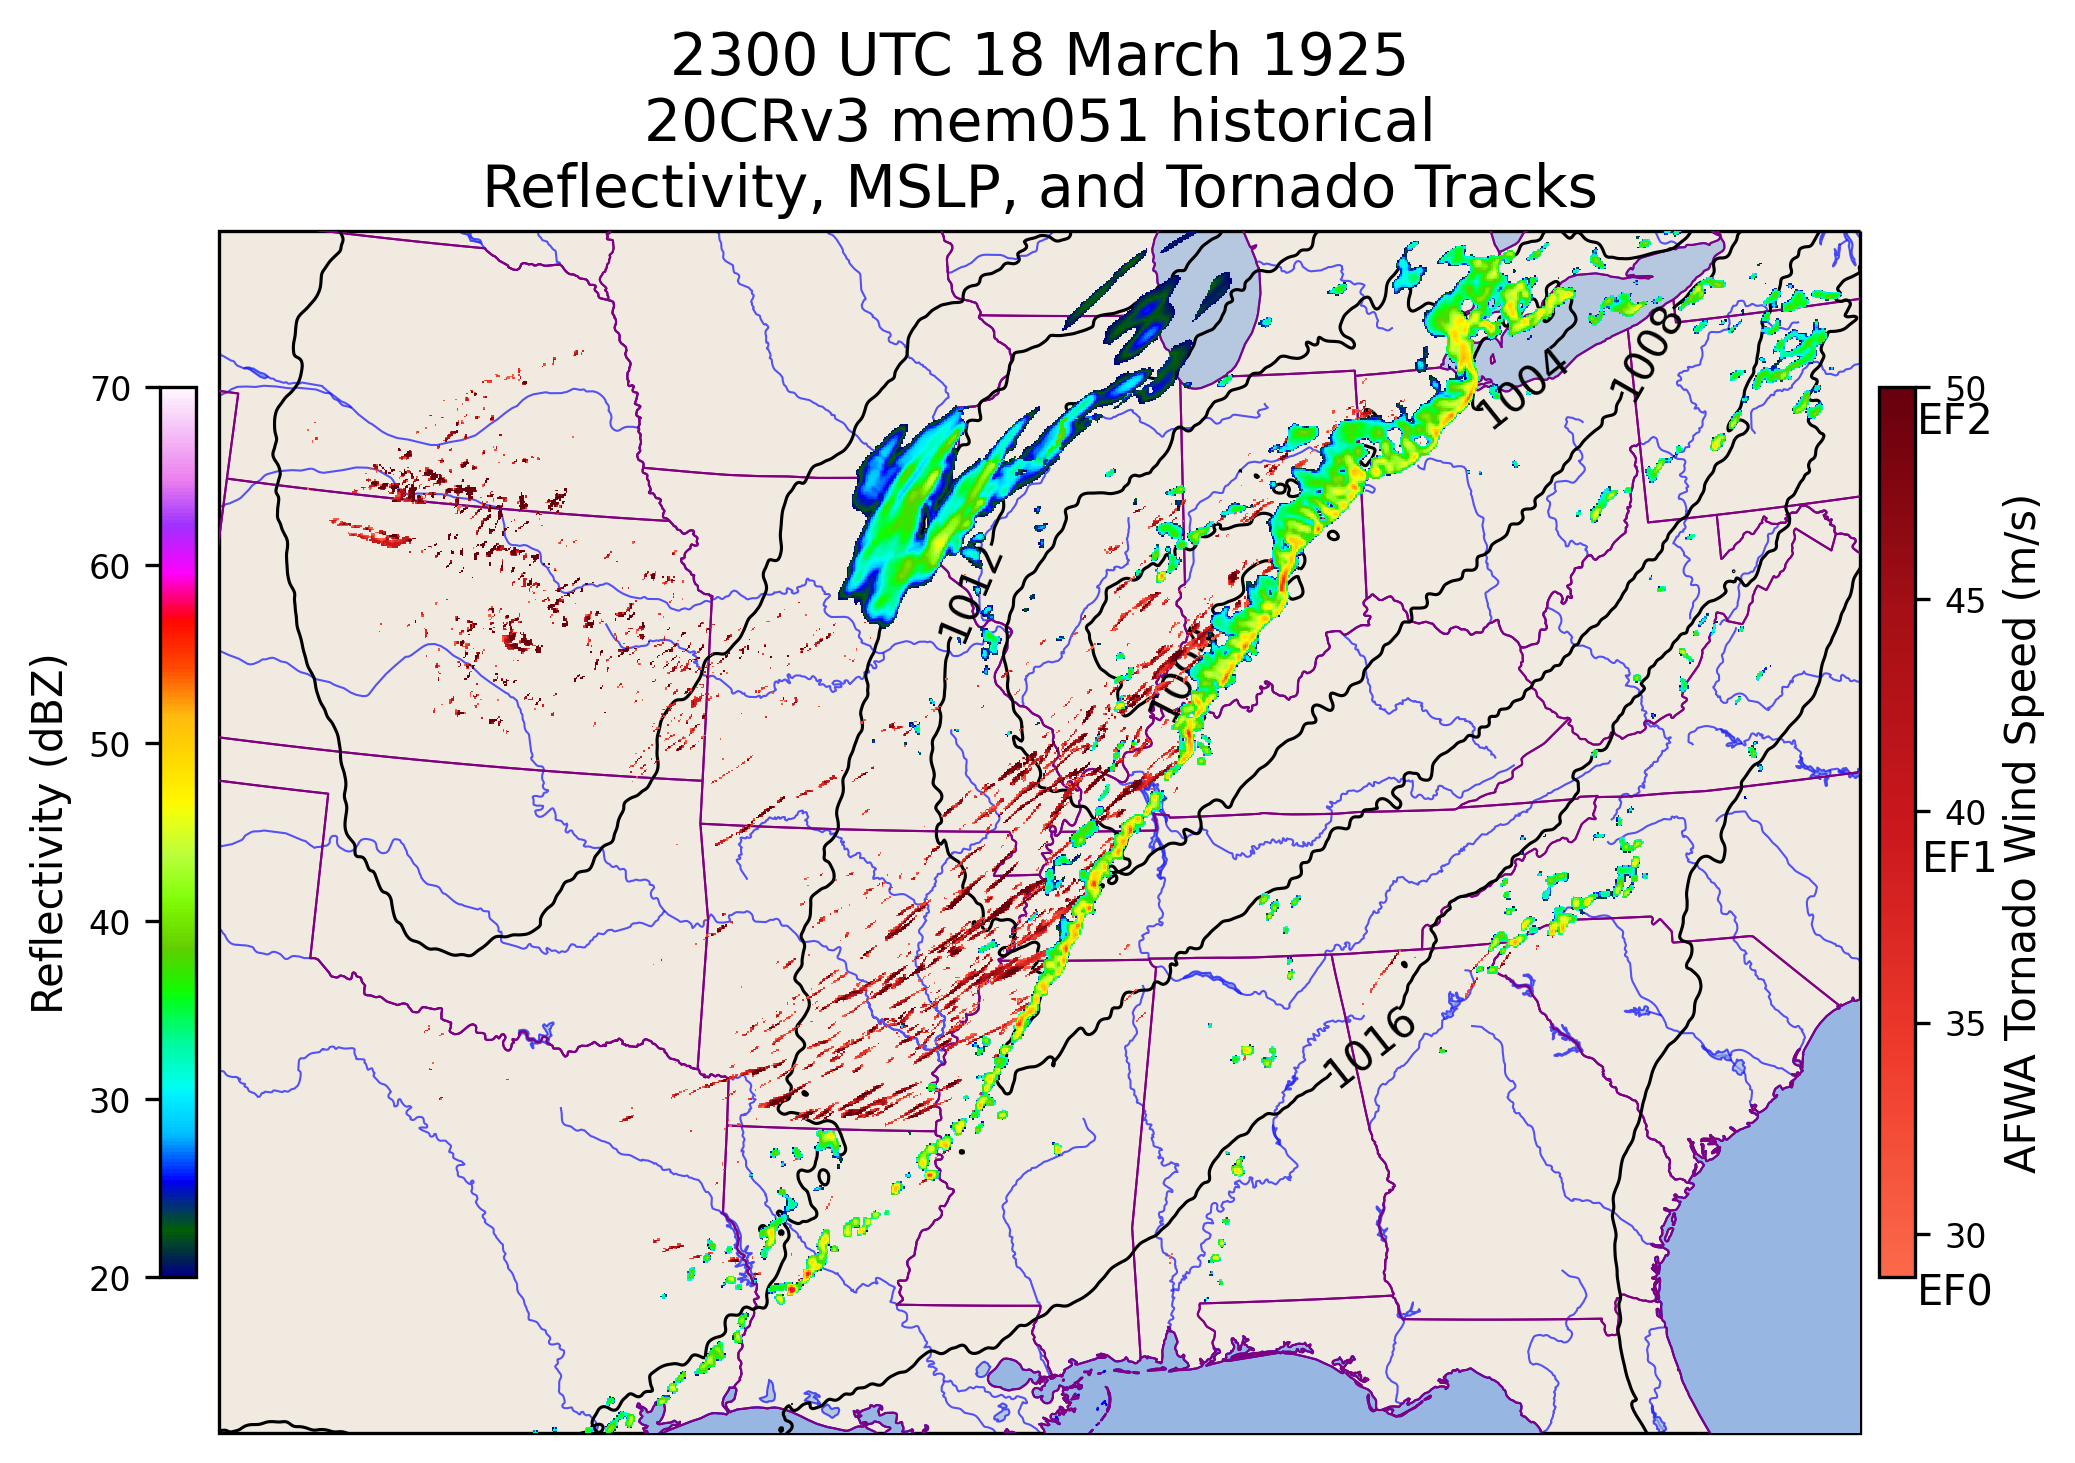 2300 UTC 18 March 1925
20CRv3 mem051 historical
Reflectivity, MSLP, and Tornado Tracks
Reflectivity (dBZ)
70
60
50
40
30
20
1004
1008
1012
1016
50
EF2
45
40
EF1
35
30
EF0
AFWA Tornado Wind Speed (m/s)